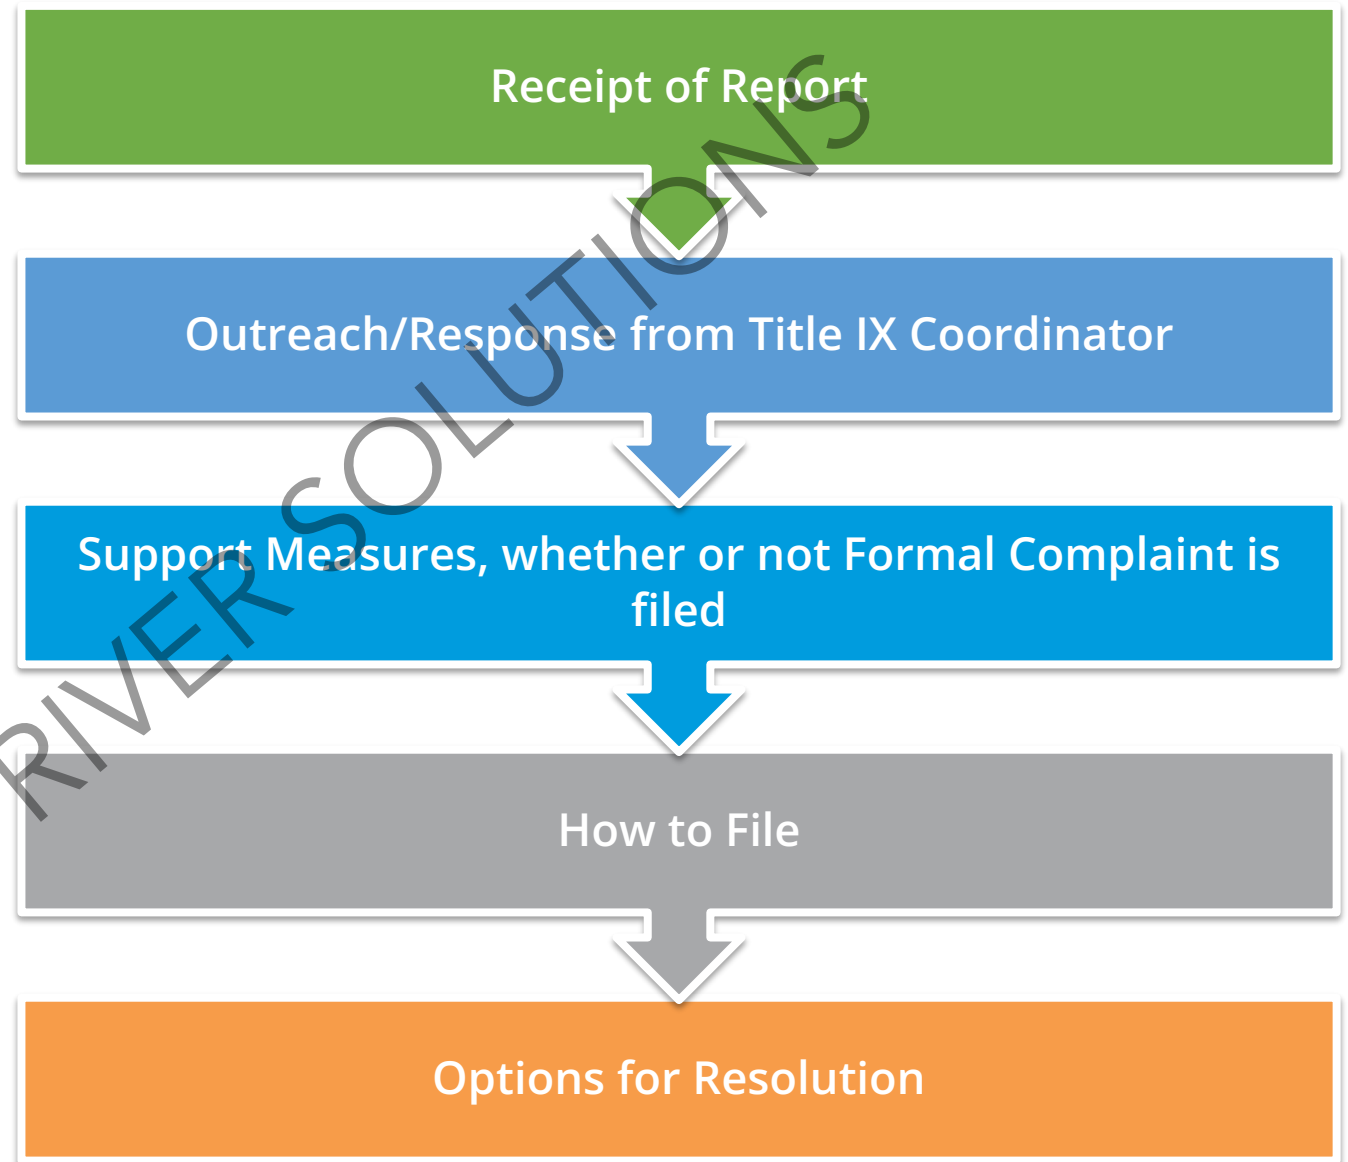 Receipt of Report
Outreach/Response from Title IX Coordinator
Support Measures, whether or not Formal Complaint is
filed
How to File
Options for Resolution
RIVER SOLUTIONS